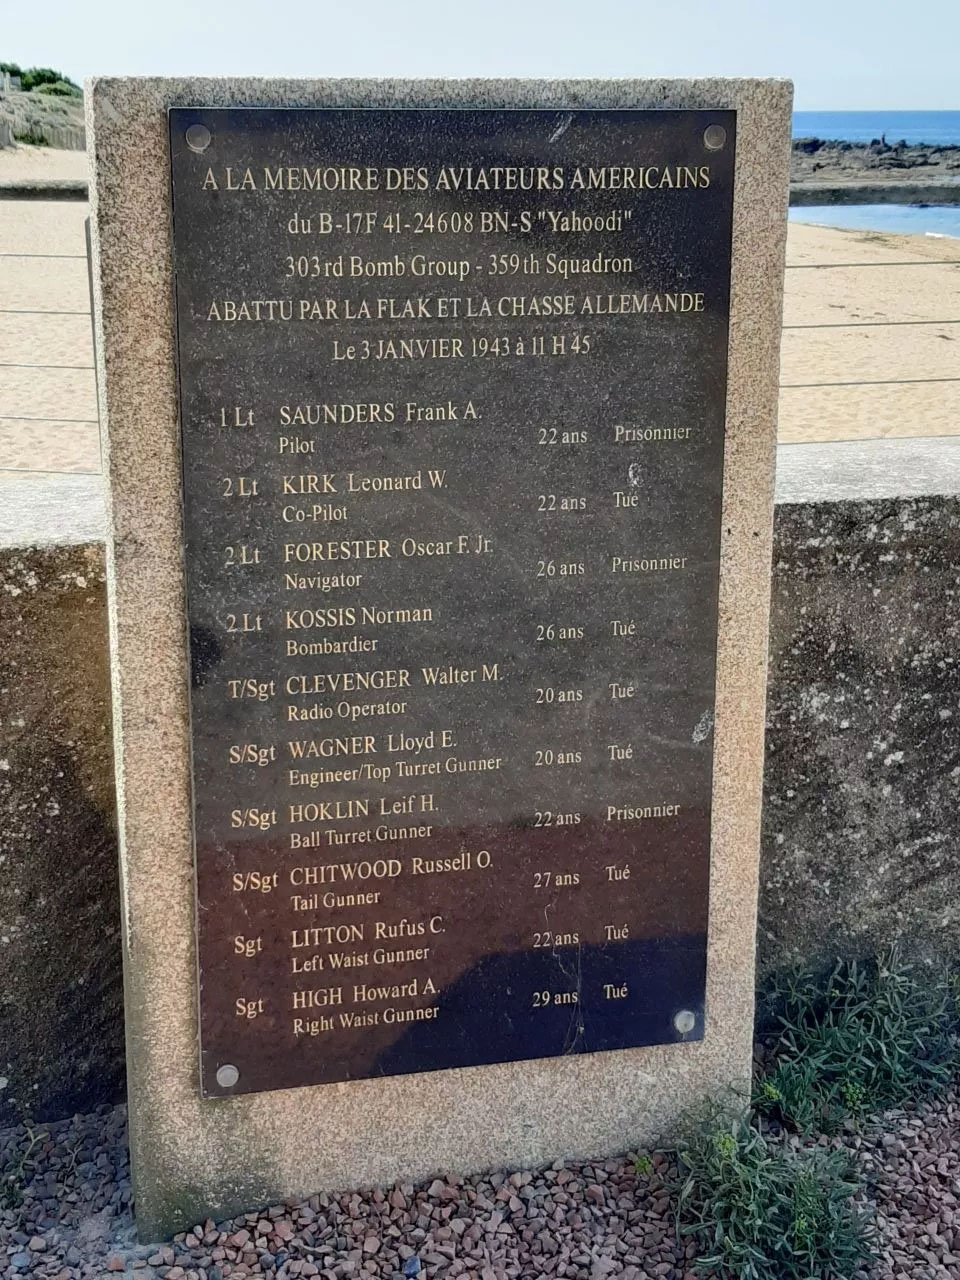 A LA MEMOIRE DES AVIATEURS AMERICAINS
du B-17F 41-24608 BN-S "Yahoodi"
303rd Bomb Group - 359th Squadron
ABATTU PAR LA FLAK ET LA CHASSE ALLEMANDE
Le 3 JANVIER 1943 à 11 H 45
1 Lt SAUNDERS Frank A.
Pilot 22 ans Prisonnier
2 Lt KIRK Leonard W.
Co-Pilot 22 ans Tué
2 Lt FORESTER Oscar F. Jr.
Navigator 26 ans Prisonnier
2 Lt KOSSIS Norman
Bombardier 26 ans Tué
T/Sgt CLEVENGER Walter M.
Radio Operator 20 ans Tué
S/Sgt WAGNER Lloyd E.
Engineer/Top Turret Gunner 20 ans Tué
S/Sgt HOKLIN Leif H.
Ball Turret Gunner 22 ans Prisonnier
S/Sgt CHITWOOD Russell O.
Tail Gunner 27 ans Tué
Sgt LITTON Rufus C.
Left Waist Gunner 22 ans Tué
Sgt HIGH Howard A.
Right Waist Gunner 29 ans Tué